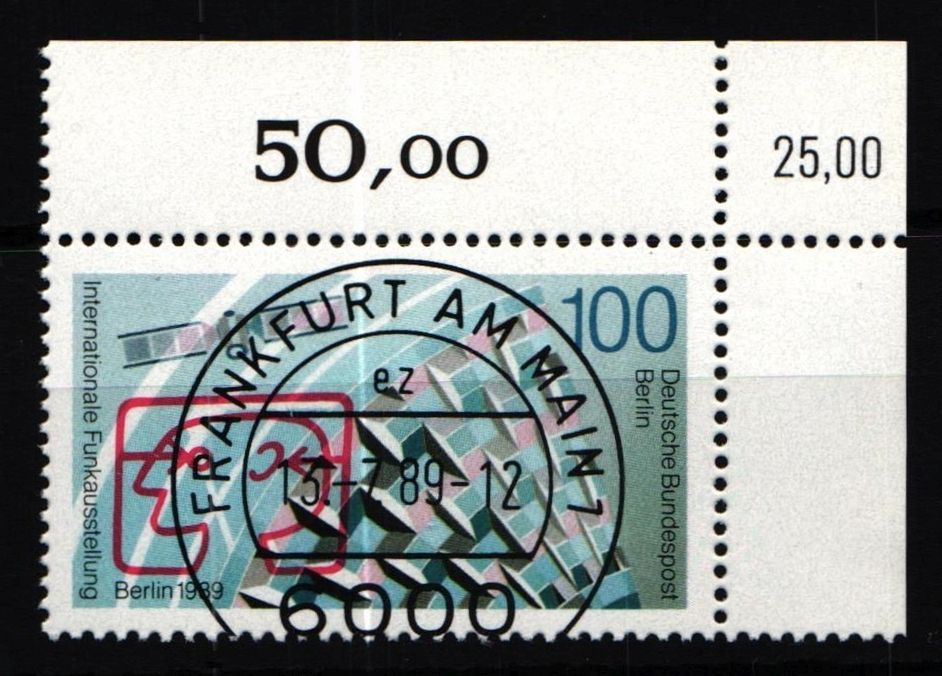 50,00
25,00
100
Internationale Funkausstellung
Berlin 1989
Deutsche Bundespost
Berlin
FRANKFURT AM MAIN 7
ez
13.-7.89-12
6000